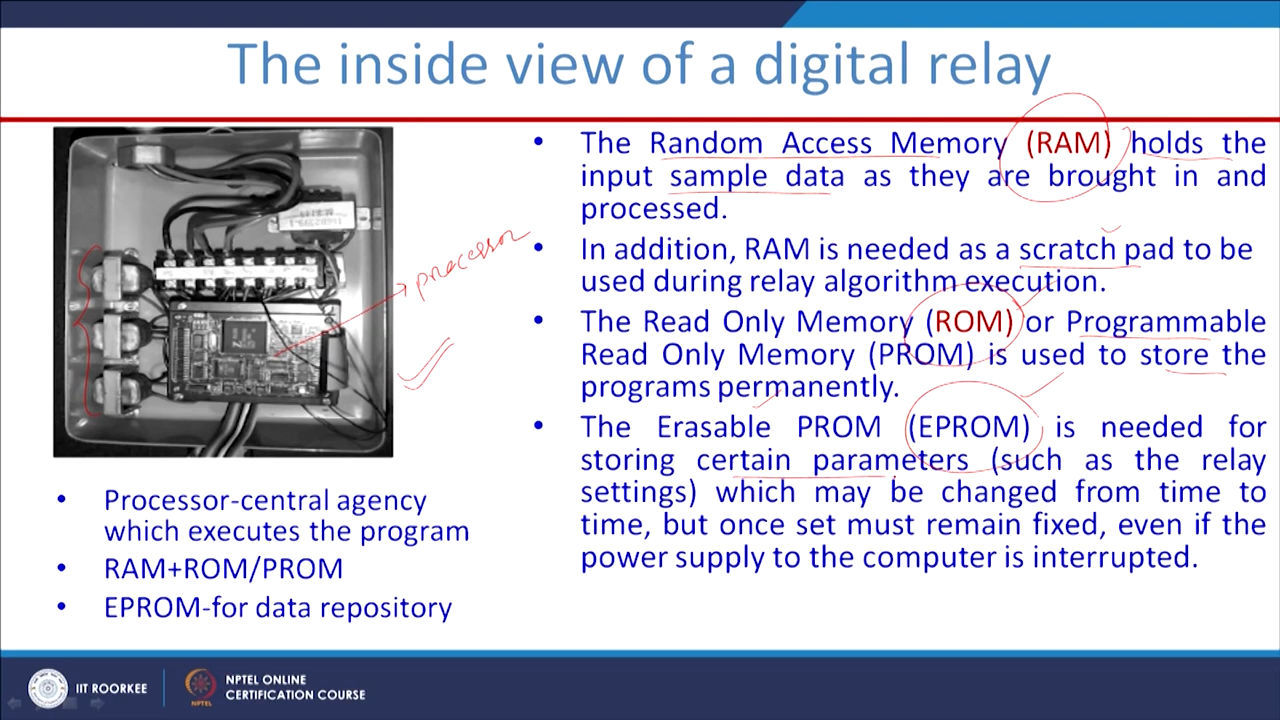 The inside view of a digital relay
processor
• Processor-central agency
which executes the program
• RAM+ROM/PROM
• EPROM-for data repository
• The Random Access Memory (RAM) holds the
input sample data as they are brought in and
processed.
• In addition, RAM is needed as a scratch pad to be
used during relay algorithm execution.
• The Read Only Memory (ROM) or Programmable
Read Only Memory (PROM) is used to store the
programs permanently.
• The Erasable PROM (EPROM) is needed for
storing certain parameters (such as the relay
settings) which may be changed from time to
time, but once set must remain fixed, even if the
power supply to the computer is interrupted.
IIT ROORKEE
NPTEL
NPTEL ONLINE
CERTIFICATION COURSE